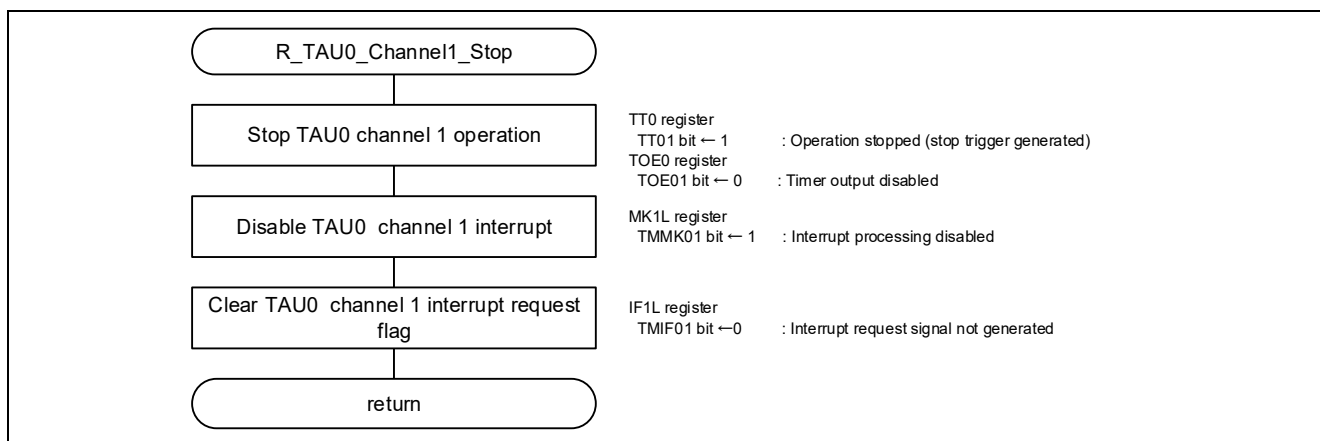 R_TAU0_Channel1_Stop
Stop TAU0 channel 1 operation
TT0 register
TT01 bit ← 1 : Operation stopped (stop trigger generated)
TOE0 register
TOE01 bit ← 0 : Timer output disabled
Disable TAU0 channel 1 interrupt
MK1L register
TMMK01 bit ← 1 : Interrupt processing disabled
Clear TAU0 channel 1 interrupt request
flag
IF1L register
TMIF01 bit ←0 : Interrupt request signal not generated
return